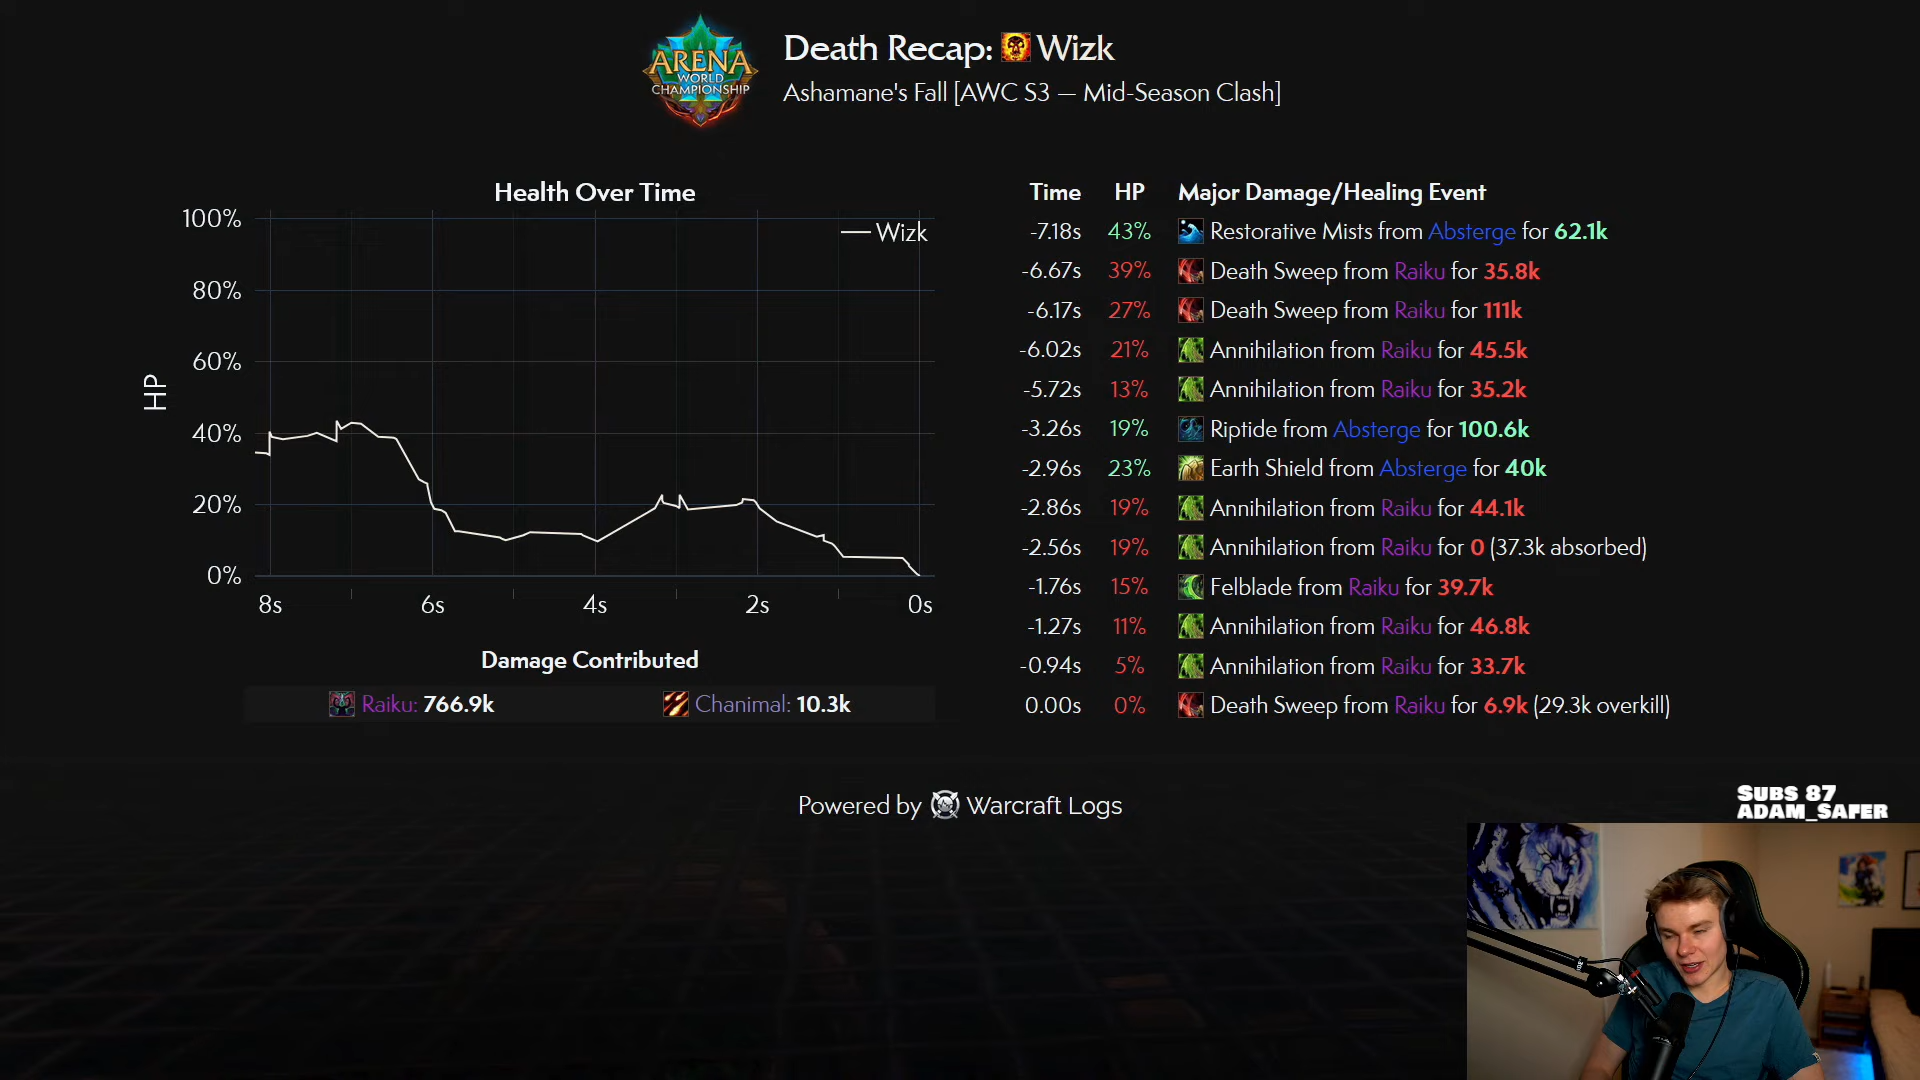 ARENA
WORLD
CHAMPIONSHIP
Death Recap: Wizk
Ashamane's Fall [AWC S3 — Mid-Season Clash]
Health Over Time
100%
80%
60%
40%
20%
0%
HP
Wizk
8s 6s 4s 2s 0s
Damage Contributed
Raiku: 766.9k Chanimal: 10.3k
Time HP Major Damage/Healing Event
-7.18s 43% Restorative Mists from Absterge for 62.1k
-6.67s 39% Death Sweep from Raiku for 35.8k
-6.17s 27% Death Sweep from Raiku for 111k
-6.02s 21% Annihilation from Raiku for 45.5k
-5.72s 13% Annihilation from Raiku for 35.2k
-3.26s 19% Riptide from Absterge for 100.6k
-2.96s 23% Earth Shield from Absterge for 40k
-2.86s 19% Annihilation from Raiku for 44.1k
-2.56s 19% Annihilation from Raiku for 0 (37.3k absorbed)
-1.76s 15% Felblade from Raiku for 39.7k
-1.27s 11% Annihilation from Raiku for 46.8k
-0.94s 5% Annihilation from Raiku for 33.7k
0.00s 0% Death Sweep from Raiku for 6.9k (29.3k overkill)
Powered by Warcraft Logs
SUBS 87
ADAM_SAFER